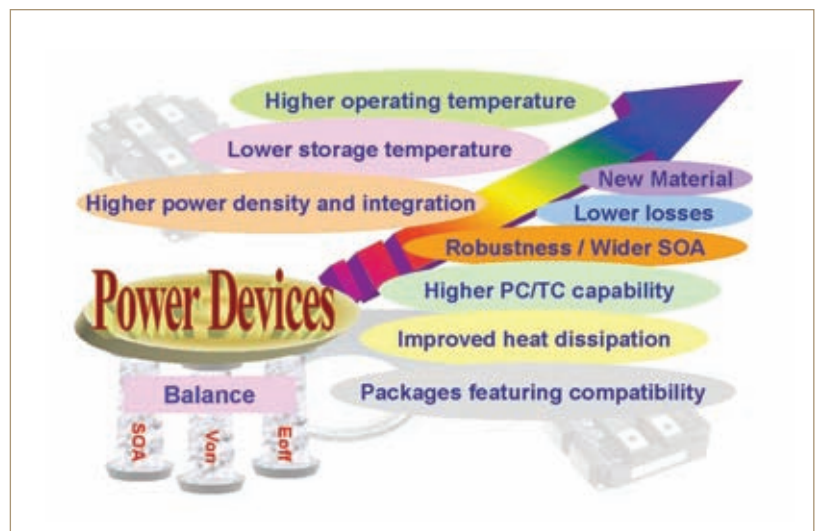 Higher operating temperature
Lower storage temperature
New Material
Higher power density and integration
Lower losses
Robustness / Wider SOA
Power Devices
Higher PC/TC capability
Improved heat dissipation
Balance
Packages featuring compatibility
SOA
Von
Eoff